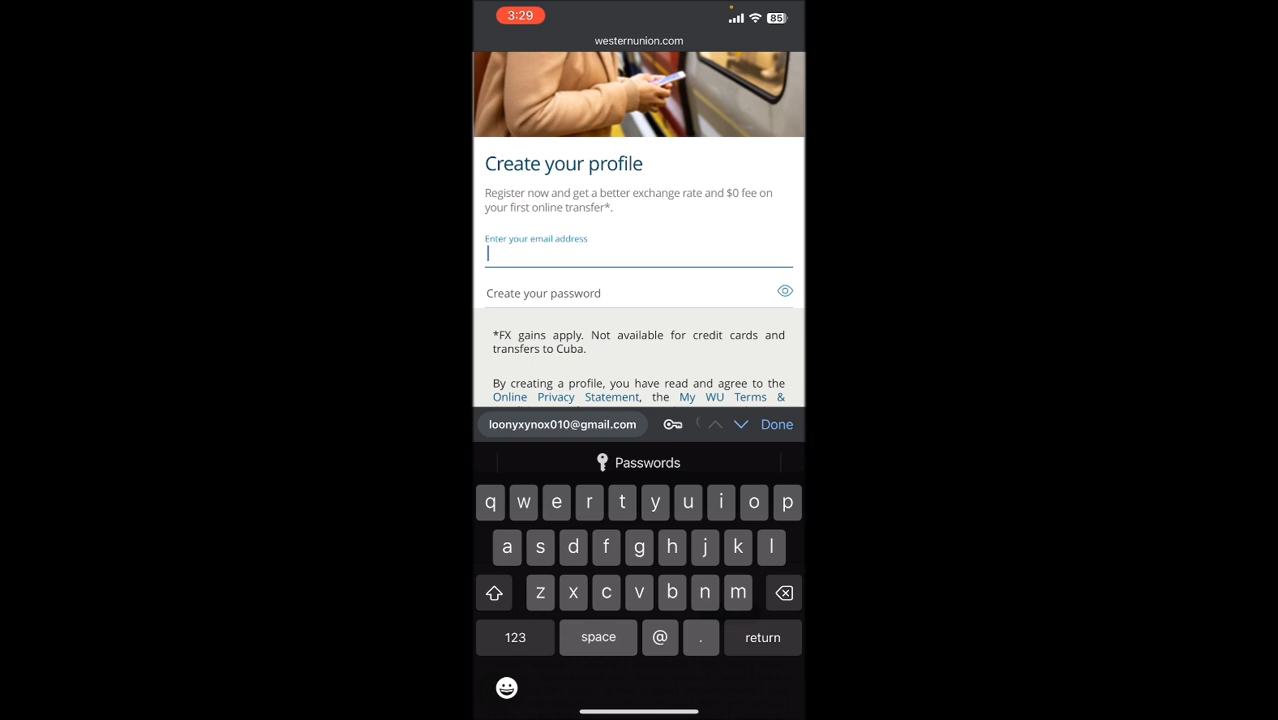 3:29
85
westernunion.com
Create your profile
Register now and get a better exchange rate and $0 fee on
your first online transfer*.
Enter your email address
Create your password
*FX gains apply. Not available for credit cards and
transfers to Cuba.
By creating a profile, you have read and agree to the
Online Privacy Statement, the My WU Terms &
loonyxynox010@gmail.com
Done
Passwords
q w e r t y u i o p
a s d f g h j k l
z x c v b n m
123 space @ . return